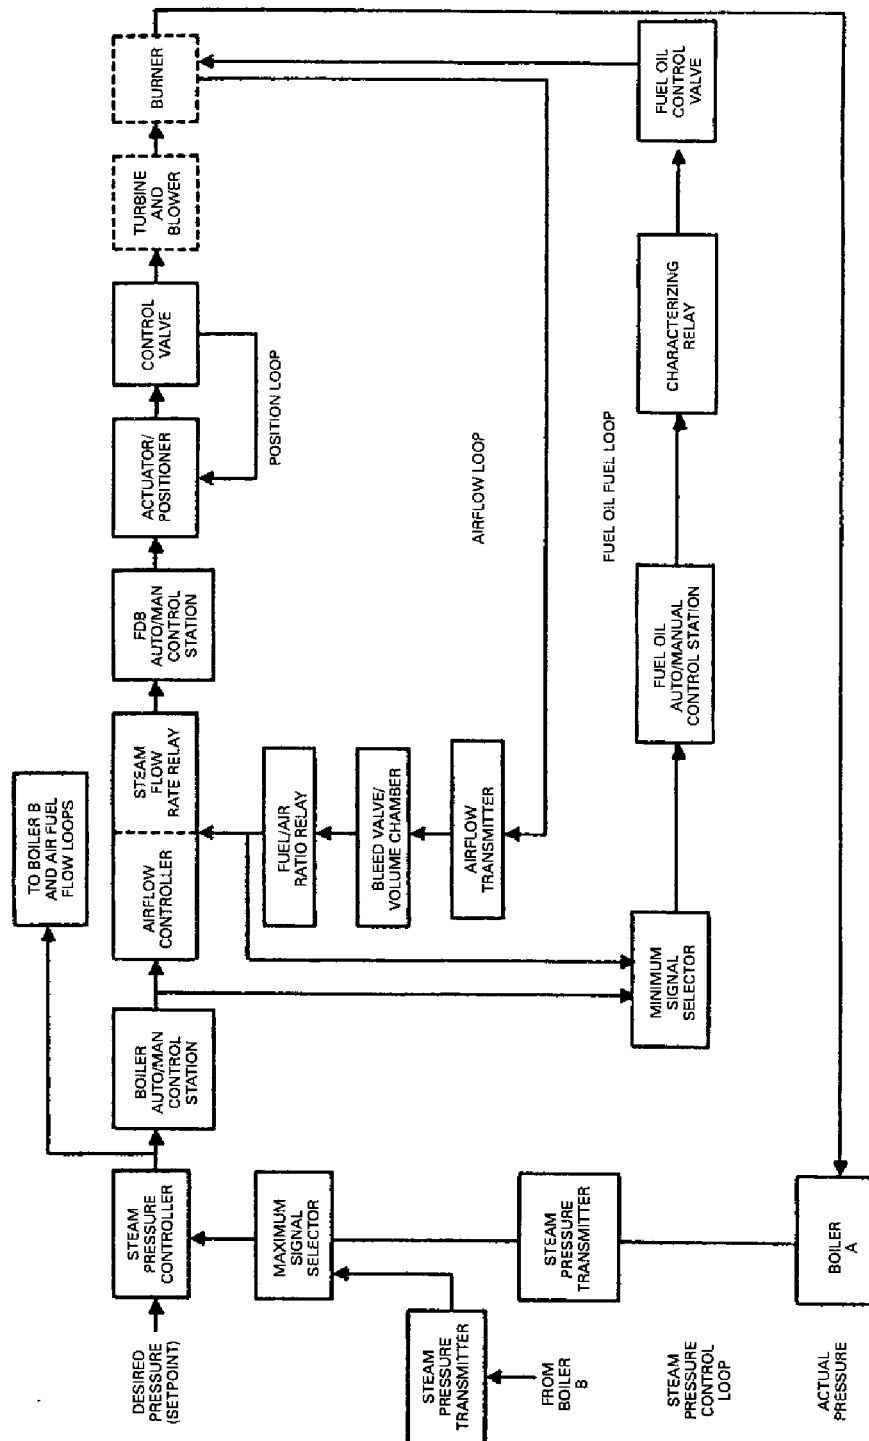 DESIRED
PRESSURE
(SETPOINT)
STEAM
PRESSURE
CONTROLLER
BOILER
AUTO/MAN
CONTROL
STATION
TO BOILER B
AND AIR FUEL
FLOW LOOPS
AIRFLOW
CONTROLLER
STEAM
FLOW
RATE RELAY
FDB
AUTO/MAN
CONTROL
STATION
ACTUATOR/
POSITIONER
CONTROL
VALVE
TURBINE
AND
BLOWER
BURNER
POSITION LOOP
MAXIMUM
SIGNAL
SELECTOR
FUEL/AIR
RATIO RELAY
BLEED VALVE/
VOLUME CHAMBER
AIRFLOW
TRANSMITTER
AIRFLOW LOOP
STEAM
PRESSURE
TRANSMITTER
FROM
BOILER
B
STEAM
PRESSURE
TRANSMITTER
FUEL OIL FUEL LOOP
MINIMUM
SIGNAL
SELECTOR
FUEL OIL
AUTO/MANUAL
CONTROL STATION
CHARACTERIZING
RELAY
FUEL OIL
CONTROL
VALVE
STEAM
PRESSURE
CONTROL
LOOP
ACTUAL
PRESSURE
BOILER
A